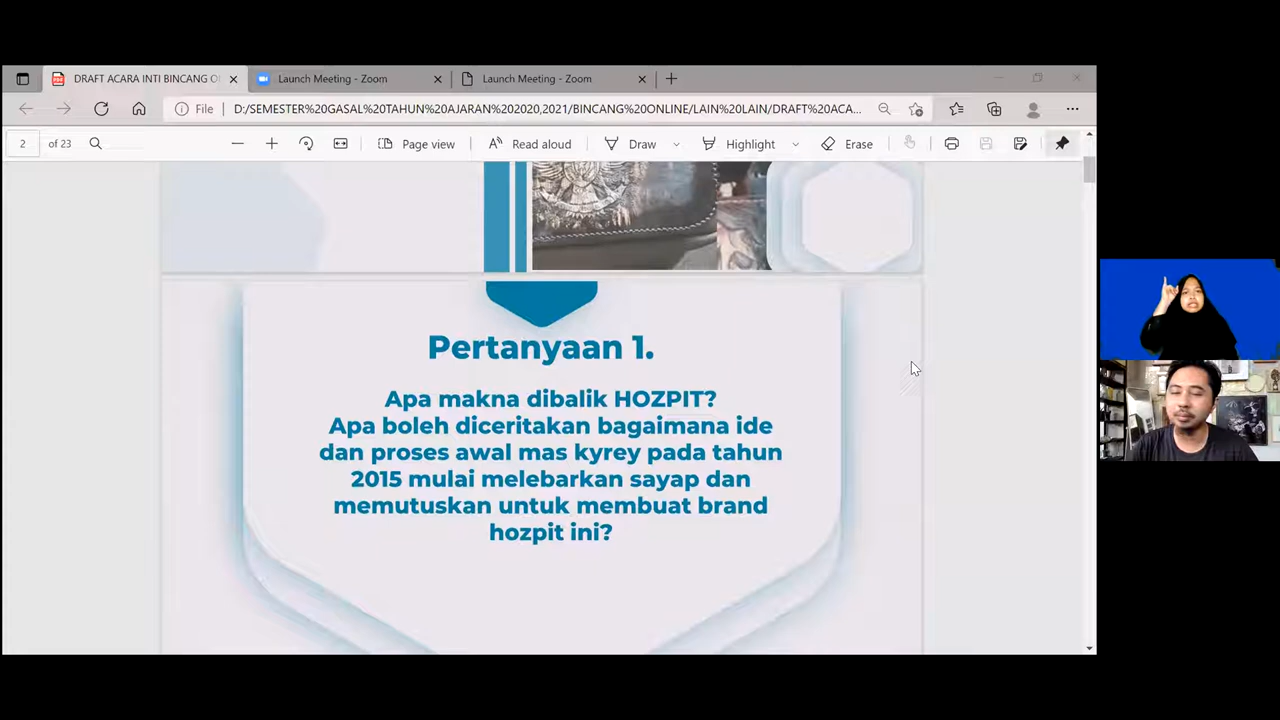 DRAFT ACARA INTI BINCANG O
Launch Meeting - Zoom
Launch Meeting - Zoom
File
D:/SEMESTER%20GASAL%20TAHUN%20AJARAN%202020,2021/BINCANG%20ONLINE/LAIN%20LAIN/DRAFT%20ACA...
2
of 23
Page view
Read aloud
Draw
Highlight
Erase
Pertanyaan 1.
Apa makna dibalik HOZPIT?
Apa boleh diceritakan bagaimana ide
dan proses awal mas kyrey pada tahun
2015 mulai melebarkan sayap dan
memutuskan untuk membuat brand
hozpit ini?